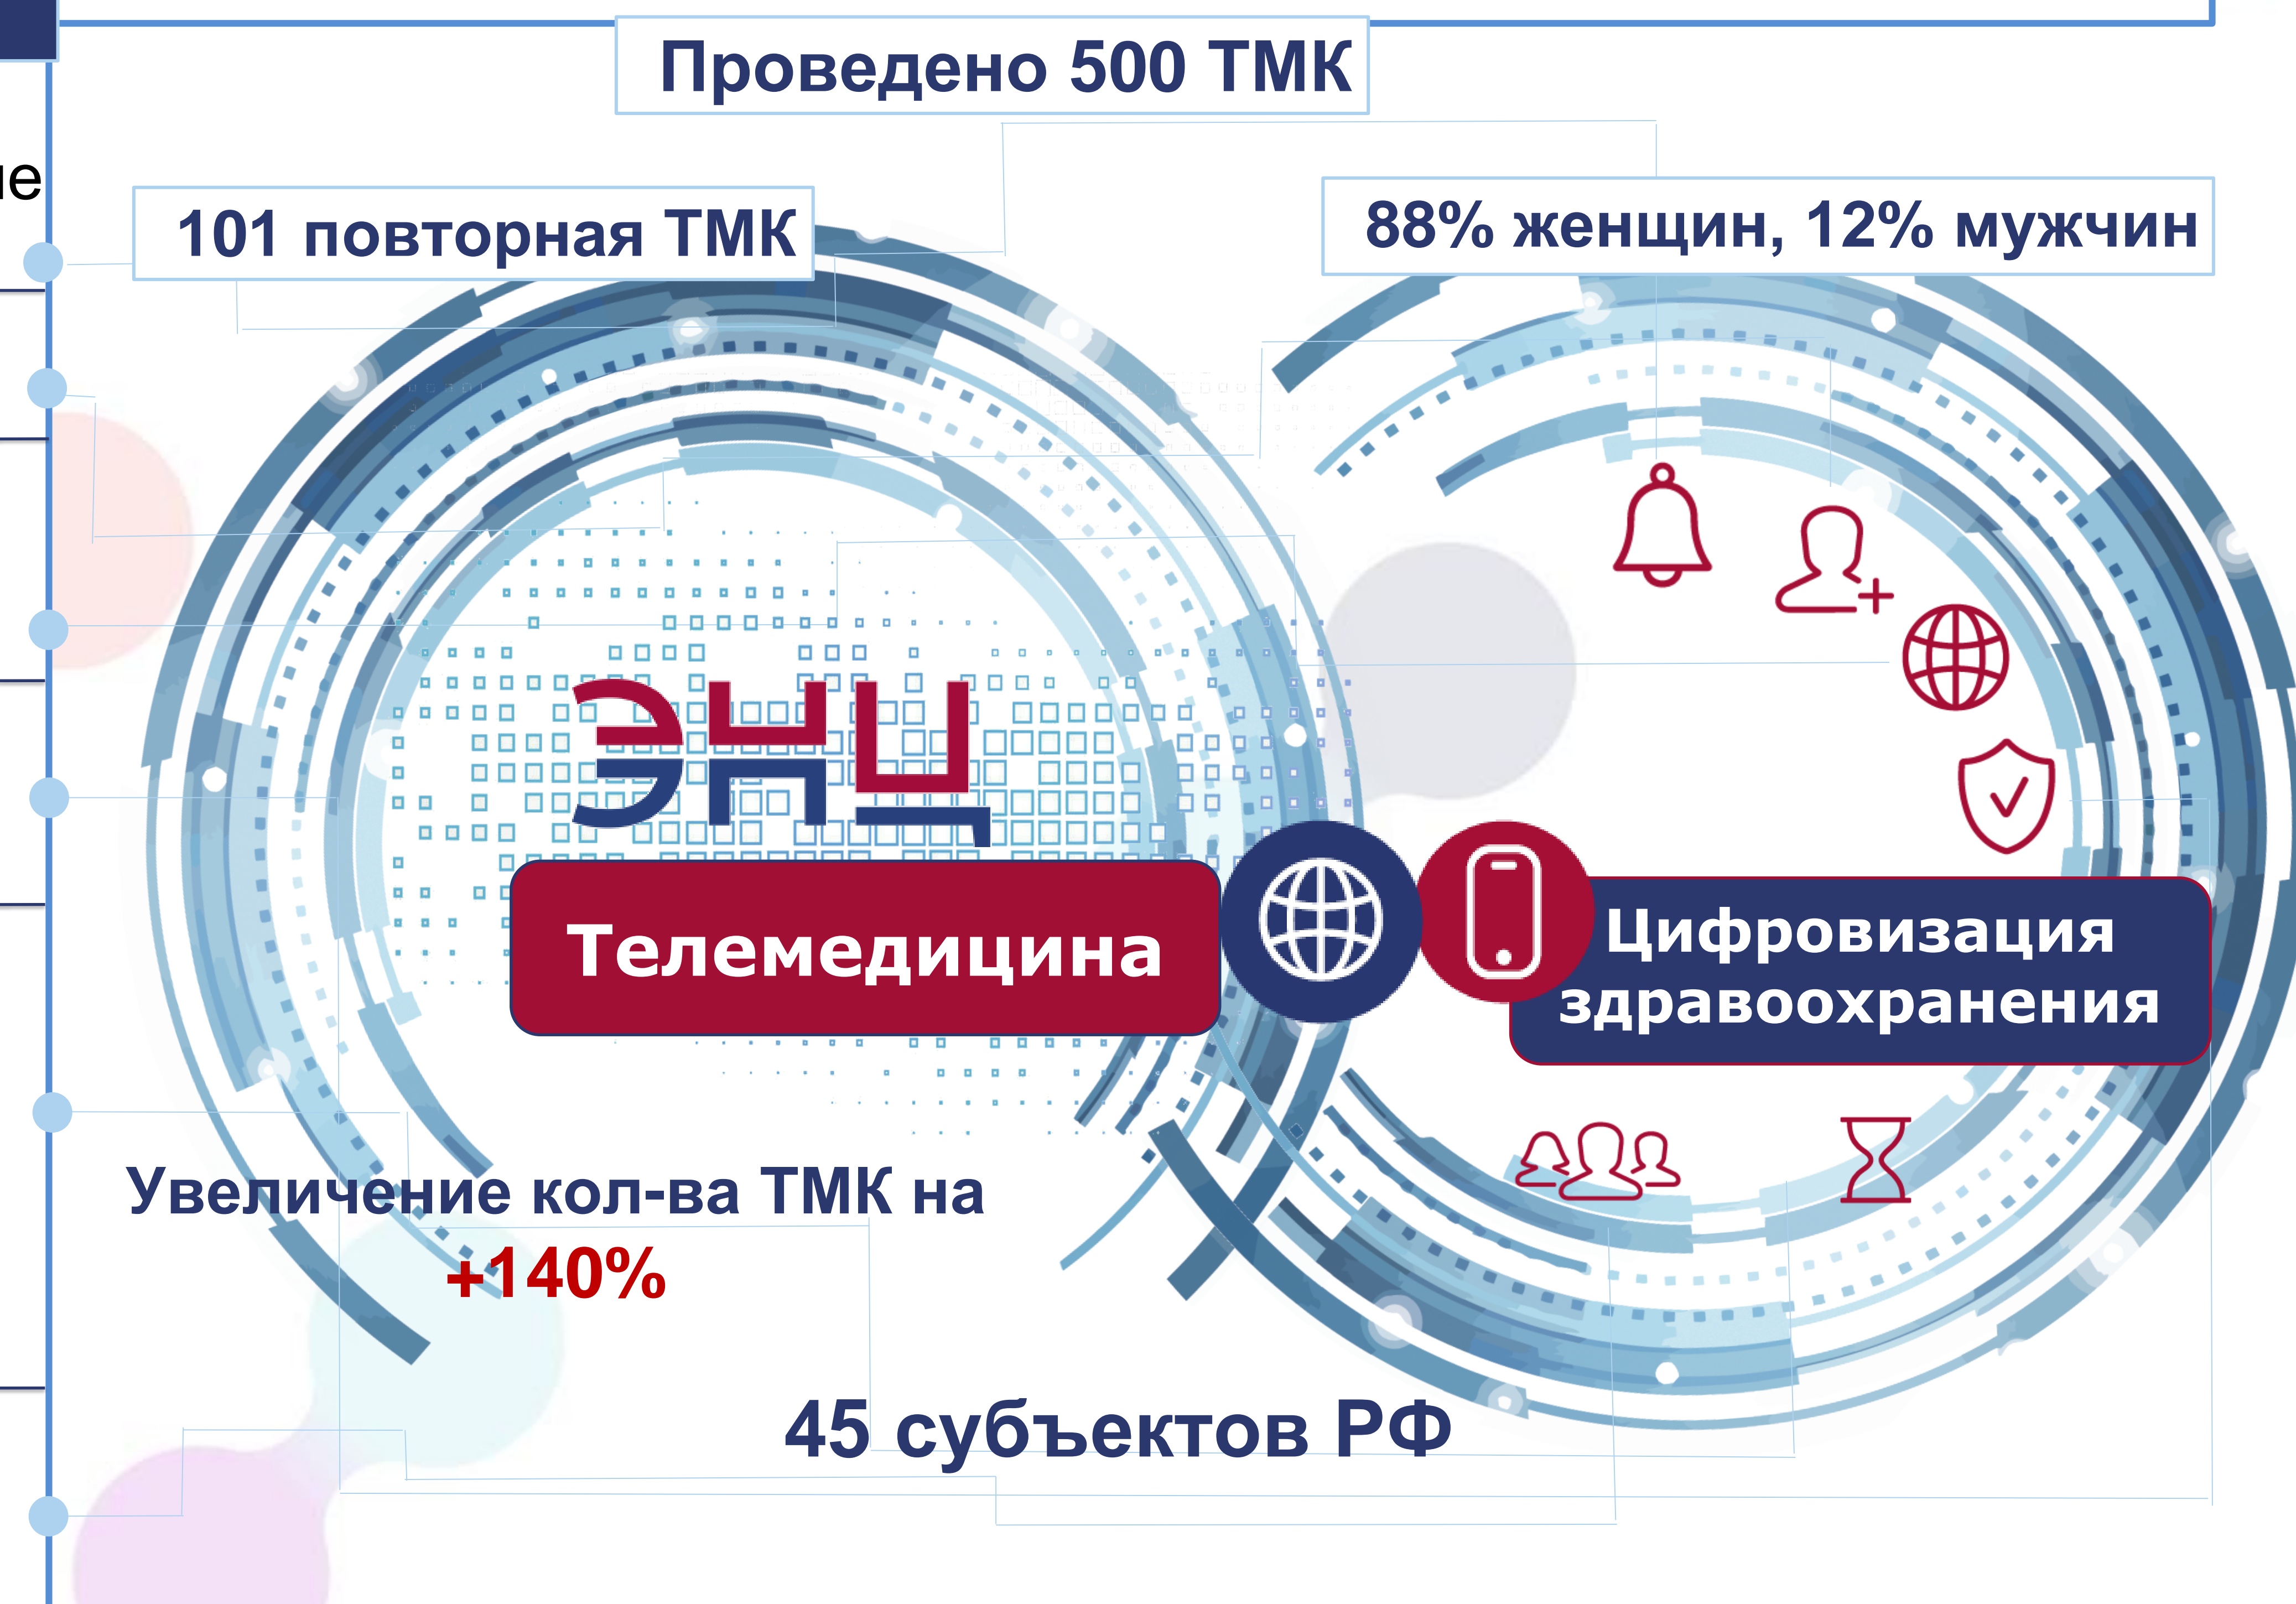 Проведено 500 ТМК
101 повторная ТМК
88% женщин, 12% мужчин
ЭНЦ
Телемедицина
Цифровизация
здравоохранения
Увеличение кол-ва ТМК на
+140%
45 субъектов РФ